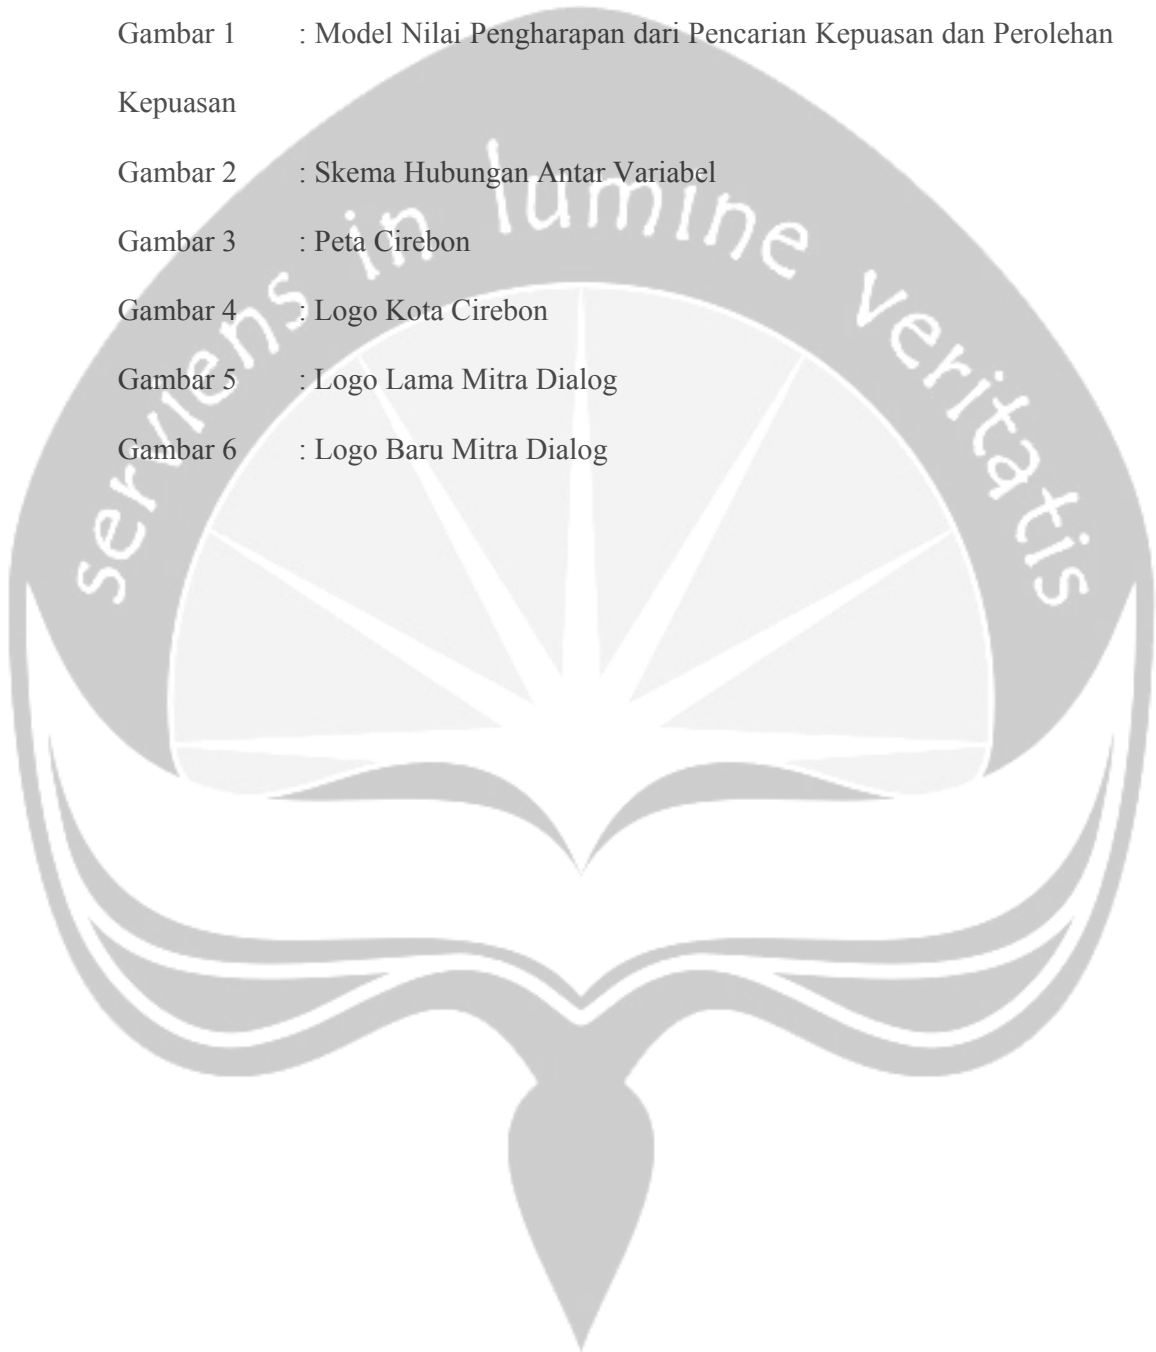 Gambar 1 : Model Nilai Pengharapan dari Pencarian Kepuasan dan Perolehan
Kepuasan
Gambar 2 : Skema Hubungan Antar Variabel
Gambar 3 : Peta Cirebon
Gambar 4 : Logo Kota Cirebon
Gambar 5 : Logo Lama Mitra Dialog
Gambar 6 : Logo Baru Mitra Dialog
serviens in lumine veritatis